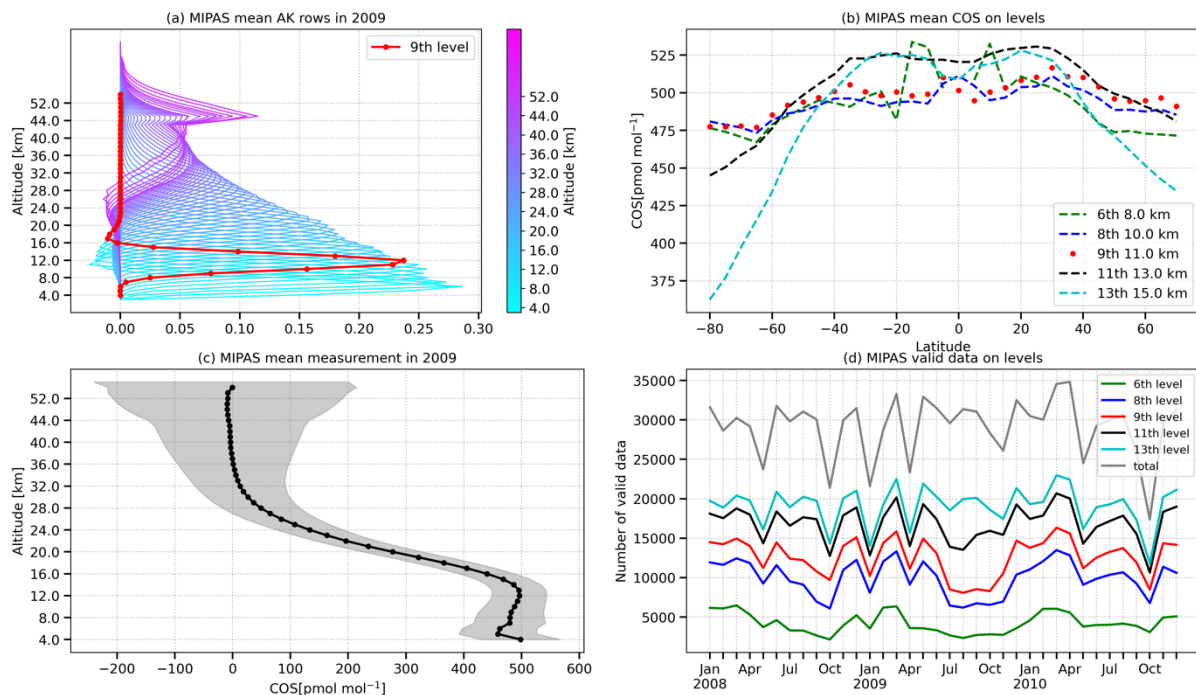 (a) MIPAS mean AK rows in 2009
9th level
Altitude [km]
52.0
44.0
36.0
32.0
28.0
24.0
20.0
16.0
12.0
8.0
4.0
0.00 0.05 0.10 0.15 0.20 0.25 0.30
52.0
44.0
40.0
36.0
32.0
28.0
24.0
20.0
16.0
12.0
8.0
4.0
Altitude [km]
(b) MIPAS mean COS on levels
COS[pmol mol⁻¹]
525
500
475
450
425
400
375
6th 8.0 km
8th 10.0 km
9th 11.0 km
11th 13.0 km
13th 15.0 km
−80 −60 −40 −20 0 20 40 60
Latitude
(c) MIPAS mean measurement in 2009
Altitude [km]
52.0
44.0
40.0
36.0
32.0
28.0
24.0
20.0
16.0
12.0
8.0
4.0
−200 −100 0 100 200 300 400 500 600
COS[pmol mol⁻¹]
(d) MIPAS valid data on levels
Number of valid data
35000
30000
25000
20000
15000
10000
5000
6th level
8th level
9th level
11th level
13th level
total
Jan Apr Jul Oct Jan Apr Jul Oct Jan Apr Jul Oct
2008 2009 2010